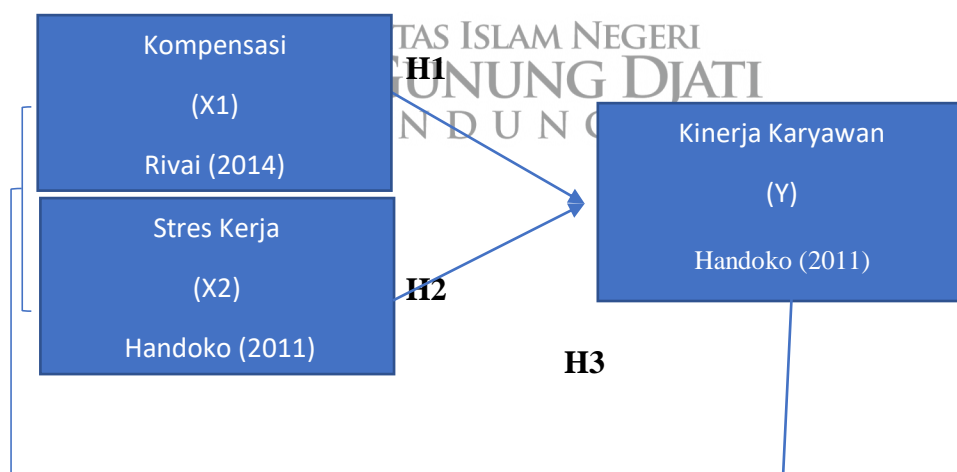 TAS ISLAM NEGERI
GUNUNG DJATI
N D U N G
Kompensasi
(X1)
Rivai (2014)
H1
Kinerja Karyawan
(Y)
Handoko (2011)
Stres Kerja
(X2)
Handoko (2011)
H2
H3